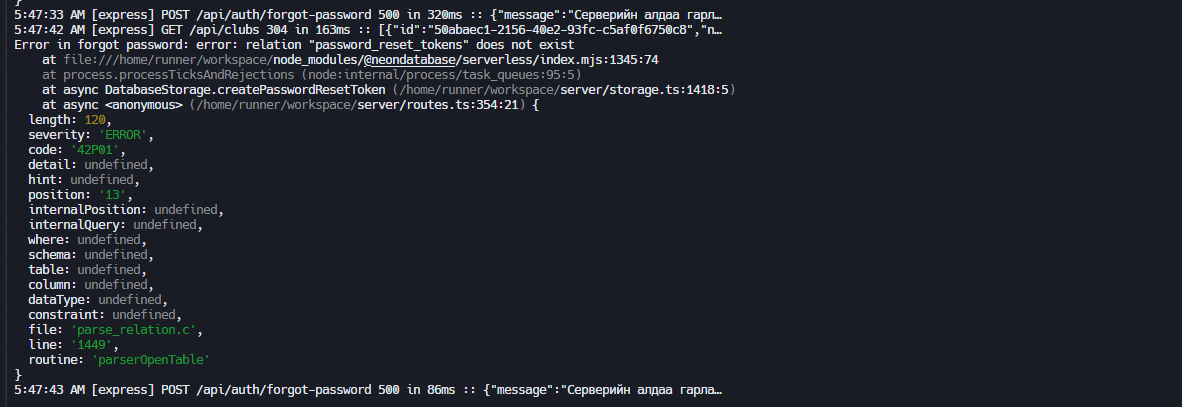 }
5:47:33 AM [express] POST /api/auth/forgot-password 500 in 320ms :: {"message":"Серверийн алдаа гарл…
5:47:42 AM [express] GET /api/clubs 304 in 163ms :: [{"id":"50abaec1-2156-40e2-93fc-c5af0f6750c8","n…
Error in forgot password: error: relation "password_reset_tokens" does not exist
    at file:///home/runner/workspace/node_modules/@neondatabase/serverless/index.mjs:1345:74
    at process.processTicksAndRejections (node:internal/process/task_queues:95:5)
    at async DatabaseStorage.createPasswordResetToken (/home/runner/workspace/server/storage.ts:1418:5)
    at async <anonymous> (/home/runner/workspace/server/routes.ts:354:21) {
  length: 120,
  severity: 'ERROR',
  code: '42P01',
  detail: undefined,
  hint: undefined,
  position: '13',
  internalPosition: undefined,
  internalQuery: undefined,
  where: undefined,
  schema: undefined,
  table: undefined,
  column: undefined,
  dataType: undefined,
  constraint: undefined,
  file: 'parse_relation.c',
  line: '1449',
  routine: 'parserOpenTable'
}
5:47:43 AM [express] POST /api/auth/forgot-password 500 in 86ms :: {"message":"Серверийн алдаа гарла…